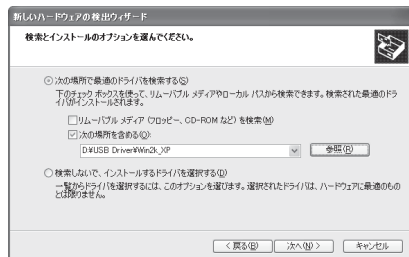 新しいハードウェアの検出ウィザード
検索とインストールのオプションを選んでください。
次の場所で最適のドライバを検索する(S)
下のチェック ボックスを使って、リムーバブル メディアやローカル パスから検索できます。検索された最適のドラ
イバがインストールされます。
リムーバブル メディア (フロッピー、CD-ROM など) を検索(M)
次の場所を含める(O):
D:¥USB Driver¥Win2k_XP
参照(R)
検索しないで、インストールするドライバを選択する(D)
一覧からドライバを選択するには、このオプションを選びます。選択されたドライバは、ハードウェアに最適のもの
とは限りません。
< 戻る(B)
次へ(N) >
キャンセル